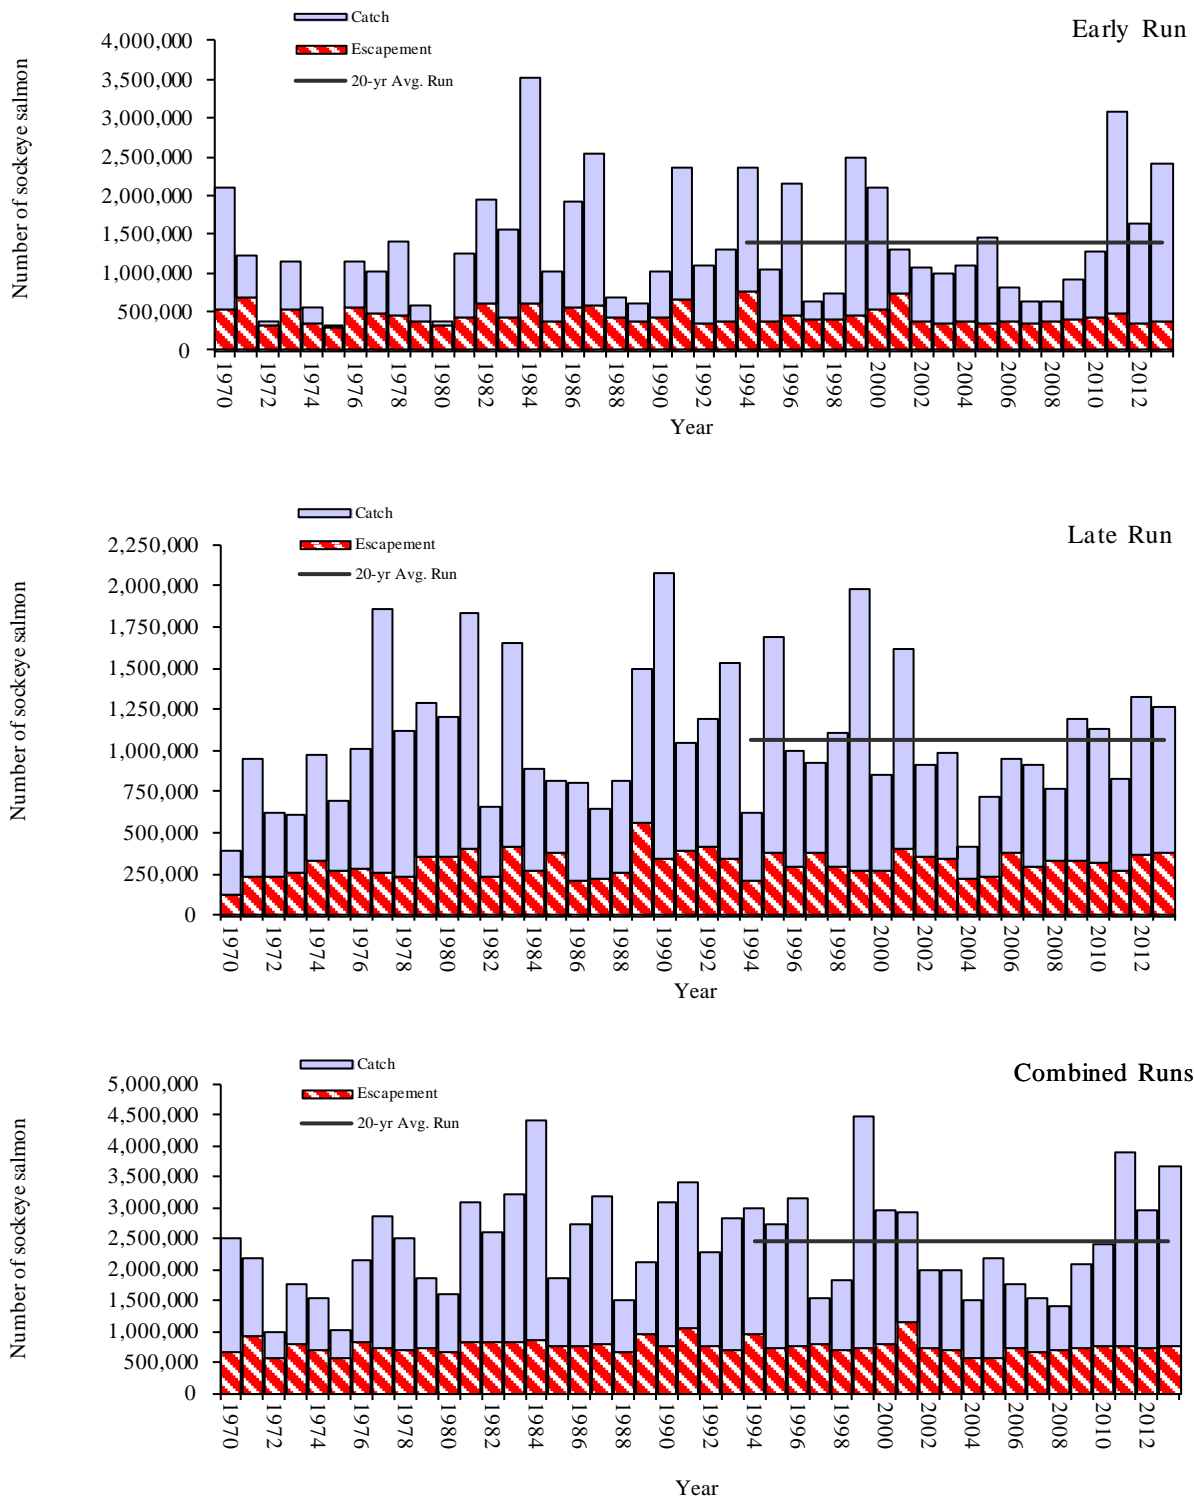 Catch
Early Run
Escapement
20-yr Avg. Run
Number of sockeye salmon
4,000,000
3,500,000
3,000,000
2,500,000
2,000,000
1,500,000
1,000,000
500,000
0
1970 1972 1974 1976 1978 1980 1982 1984 1986 1988 1990 1992 1994 1996 1998 2000 2002 2004 2006 2008 2010 2012
Year
Catch
Late Run
Escapement
20-yr Avg. Run
Number of sockeye salmon
2,250,000
2,000,000
1,750,000
1,500,000
1,250,000
1,000,000
750,000
500,000
250,000
0
1970 1972 1974 1976 1978 1980 1982 1984 1986 1988 1990 1992 1994 1996 1998 2000 2002 2004 2006 2008 2010 2012
Year
Catch
Combined Runs
Escapement
20-yr Avg. Run
Number of sockeye salmon
5,000,000
4,500,000
4,000,000
3,500,000
3,000,000
2,500,000
2,000,000
1,500,000
1,000,000
500,000
0
1970 1972 1974 1976 1978 1980 1982 1984 1986 1988 1990 1992 1994 1996 1998 2000 2002 2004 2006 2008 2010 2012
Year